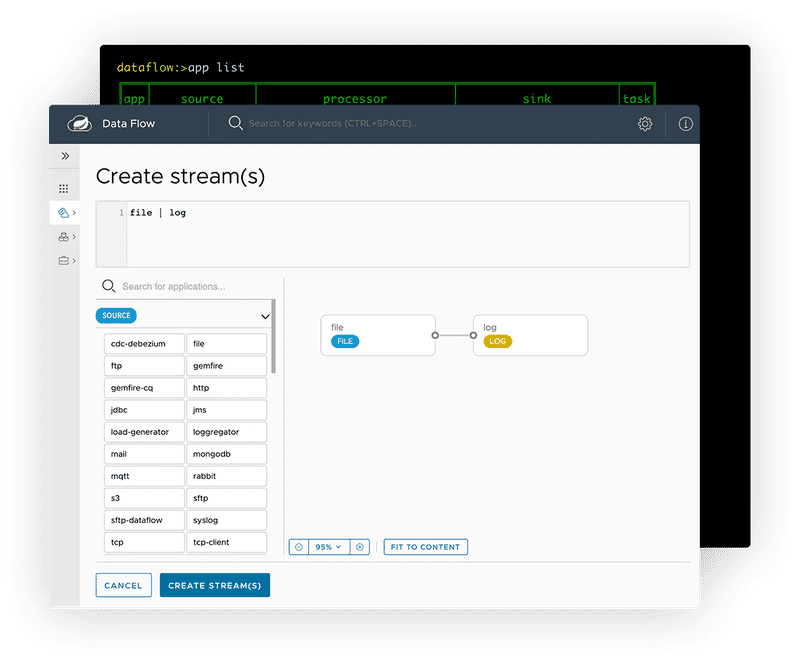 dataflow:>app list
app source processor sink task
Data Flow Search for keywords (CTRL+SPACE)...
Create stream(s)
1 file | log
Search for applications...
SOURCE
cdc-debezium file
ftp gemfire
gemfire-cq http
jdbc jms
load-generator loggregator
mail mongodb
mqtt rabbit
s3 sftp
sftp-dataflow syslog
tcp tcp-client
file
FILE
log
LOG
95% FIT TO CONTENT
CANCEL CREATE STREAM(S)